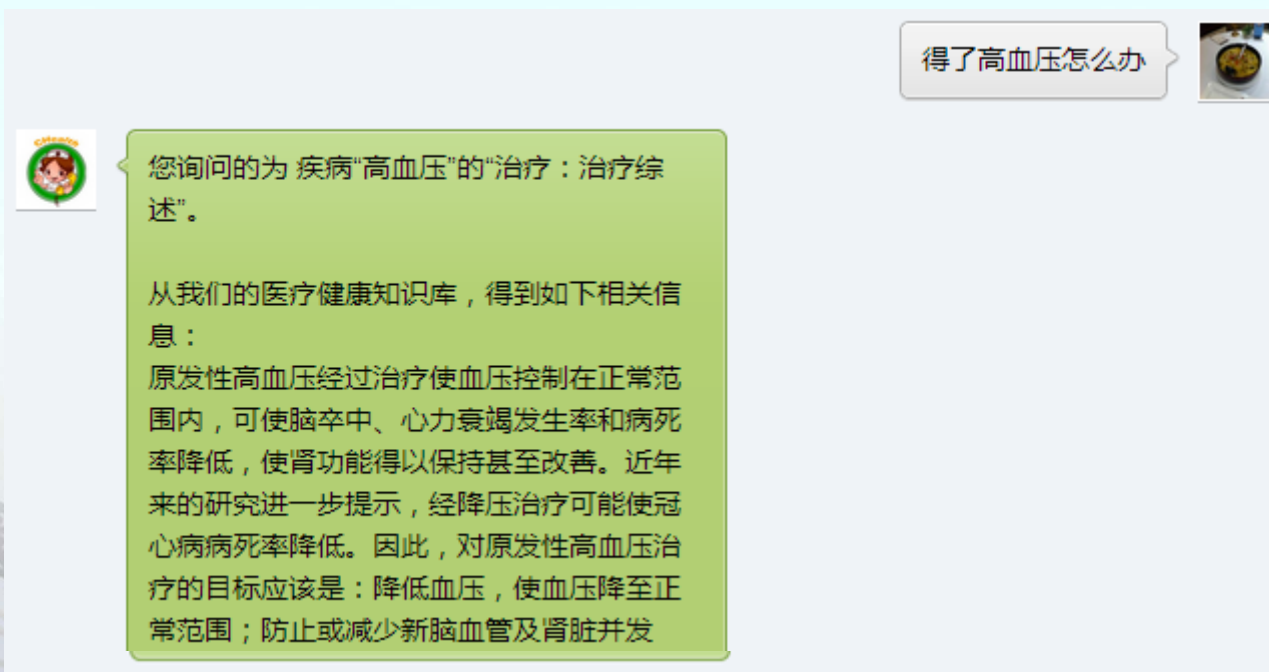 得了高血压怎么办
CHealth
您询问的为 疾病“高血压”的“治疗：治疗综
述”。
从我们的医疗健康知识库，得到如下相关信
息：
原发性高血压经过治疗使血压控制在正常范
围内，可使脑卒中、心力衰竭发生率和病死
率降低，使肾功能得以保持甚至改善。近年
来的研究进一步提示，经降压治疗可能使冠
心病病死率降低。因此，对原发性高血压治
疗的目标应该是：降低血压，使血压降至正
常范围；防止或减少新脑血管及肾脏并发